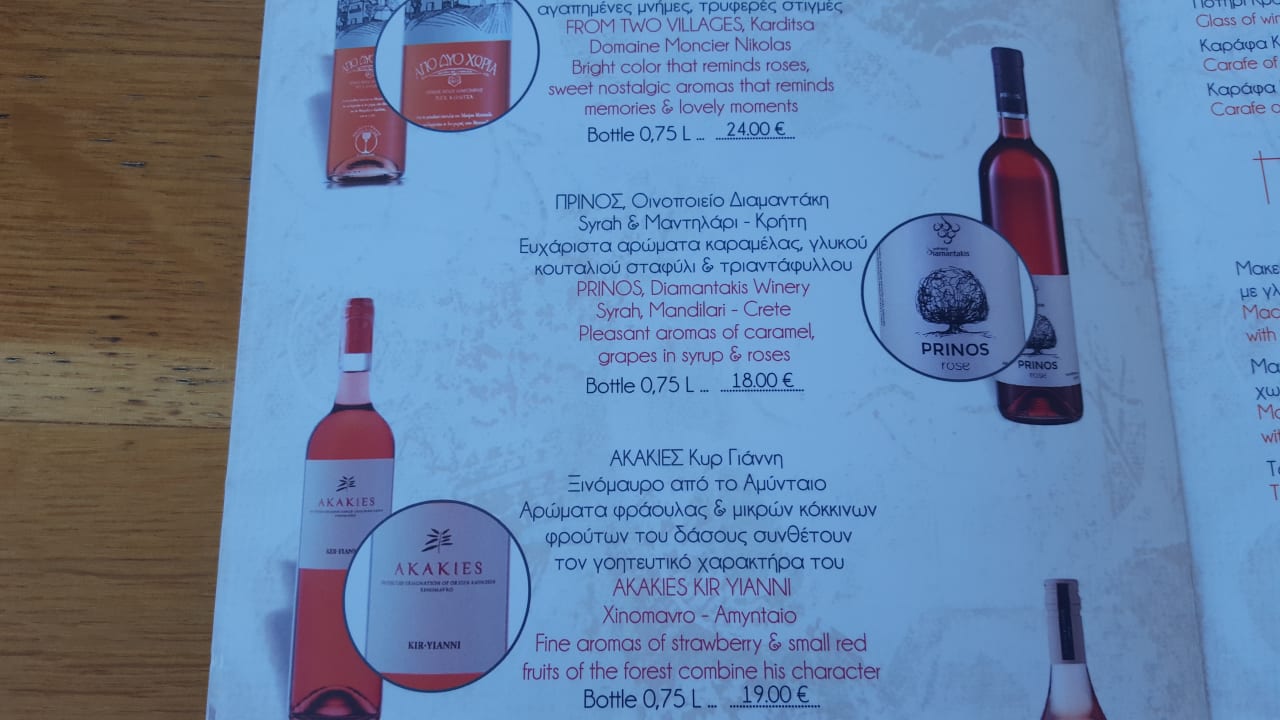 αγαπημένες μνήμες, τρυφερές στιγμές
FROM TWO VILLAGES, Karditsa
Domaine Moncier Nikolas
Bright color that reminds roses,
sweet nostalgic aromas that reminds
memories & lovely moments
Bottle 0,75 L ... 24.00 €
ΑΠΟ ΔΥΟ ΧΩΡΙΑ
ΑΠΟ ΔΥΟ ΧΩΡΙΑ
ΠΡΙΝΟΣ, Οινοποιείο Διαμαντάκη
Syrah & Μαντηλάρι - Κρήτη
Ευχάριστα αρώματα καραμέλας, γλυκού
κουταλιού σταφύλι & τριαντάφυλλου
PRINOS, Diamantakis Winery
Syrah, Mandilari - Crete
Pleasant aromas of caramel,
grapes in syrup & roses
Bottle 0,75 L ... 18.00 €
Diamantakis
PRINOS
rose
PRINOS
rose
ΑΚΑΚΙΕΣ Κυρ Γιάννη
Ξινόμαυρο από το Αμύνταιο
Αρώματα φράουλας & μικρών κόκκινων
φρούτων του δάσους συνθέτουν
τον γοητευτικό χαρακτήρα του
AKAKIES KIR YIANNI
Xinomavro - Amyntaio
Fine aromas of strawberry & small red
fruits of the forest combine his character
Bottle 0,75 L ... 19.00 €
AKAKIES
AKAKIES
XINOMAVRO
KIR-YIANNI
Glass of
Καράφα
Carafe of
Καράφα
Carafe
με
with